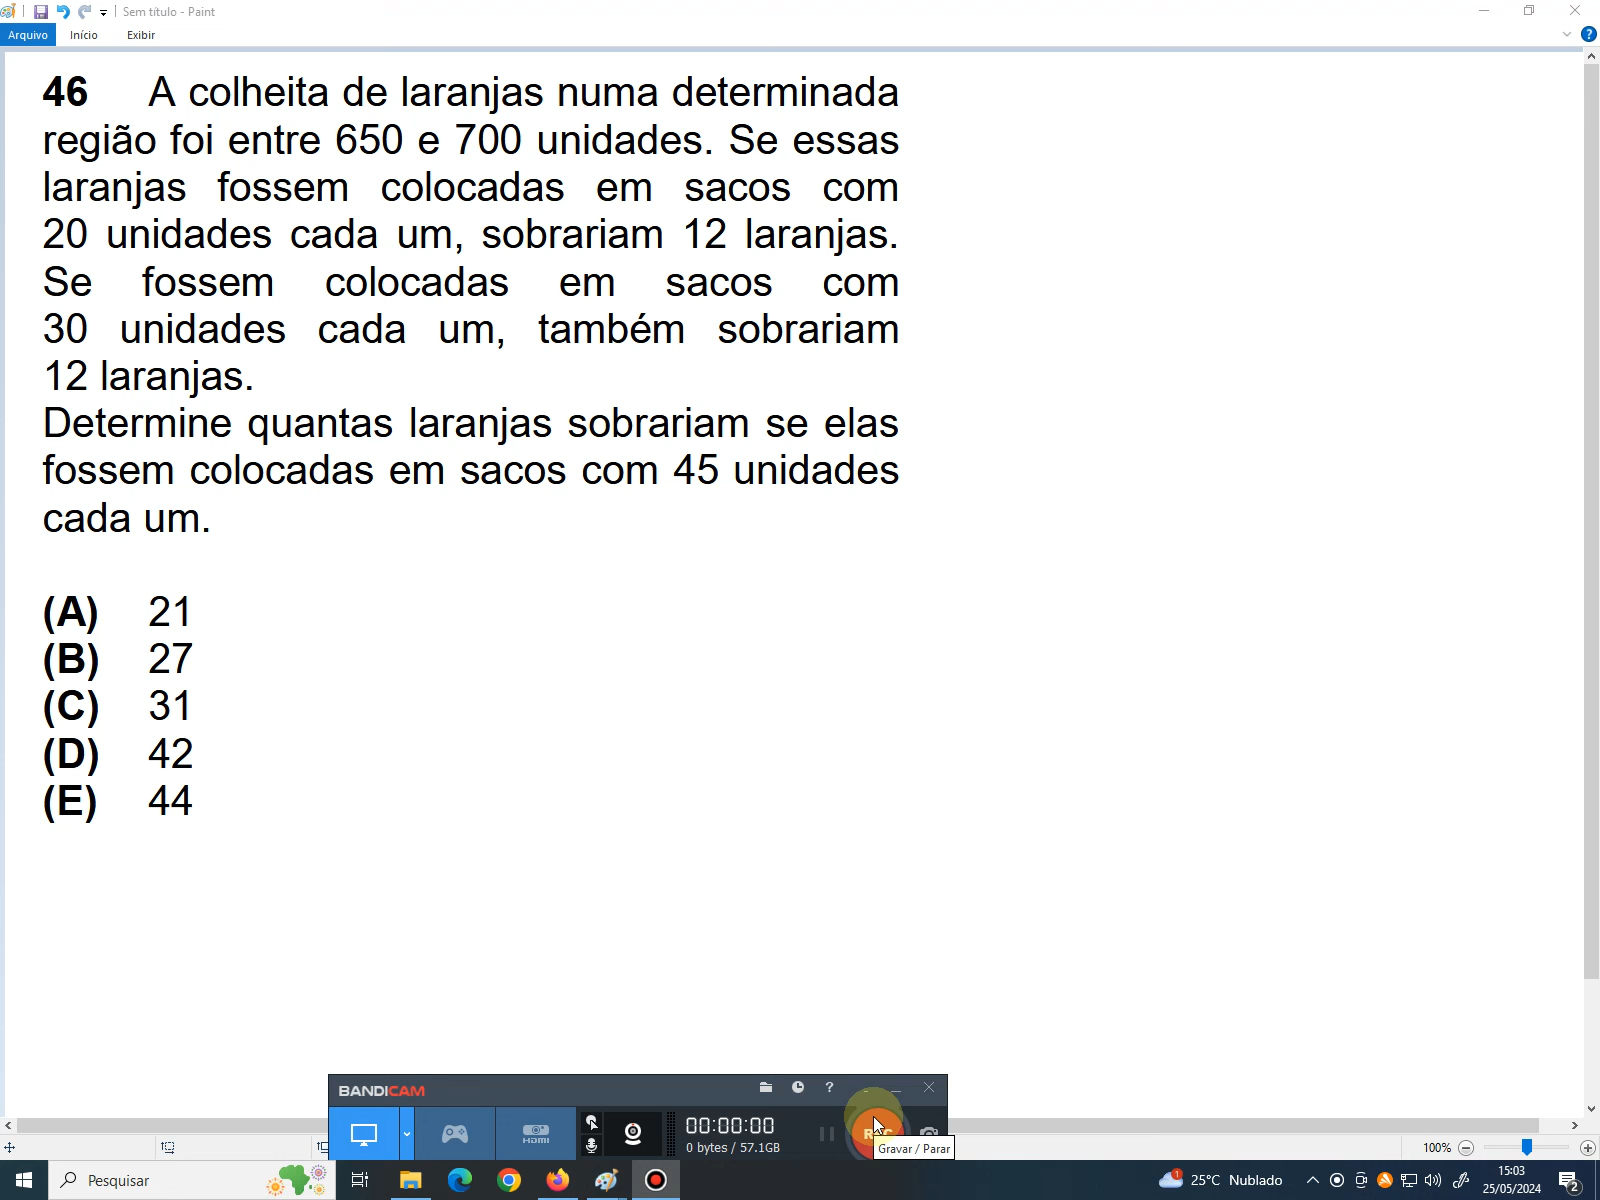 Sem título - Paint
Arquivo Início Exibir
46 A colheita de laranjas numa determinada
região foi entre 650 e 700 unidades. Se essas
laranjas fossem colocadas em sacos com
20 unidades cada um, sobrariam 12 laranjas.
Se fossem colocadas em sacos com
30 unidades cada um, também sobrariam
12 laranjas.
Determine quantas laranjas sobrariam se elas
fossem colocadas em sacos com 45 unidades
cada um.
(A) 21
(B) 27
(C) 31
(D) 42
(E) 44
BANDICAM
?
HDMI
00:00:00
0 bytes / 57.1GB
Gravar / Parar
100%
Pesquisar
1
25°C Nublado
15:03
25/05/2024
2